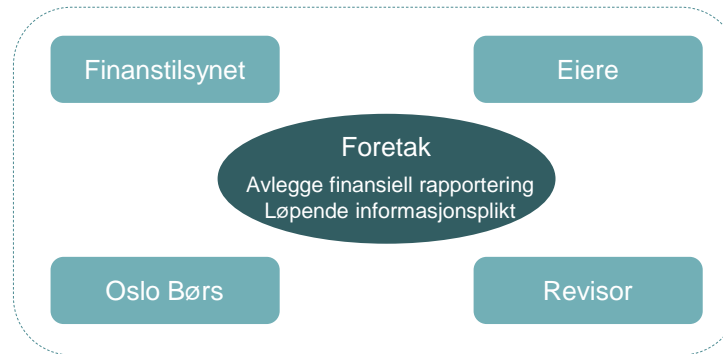 Finanstilsynet
Eiere
Foretak
Avlegge finansiell rapportering
Løpende informasjonsplikt
Oslo Børs
Revisor